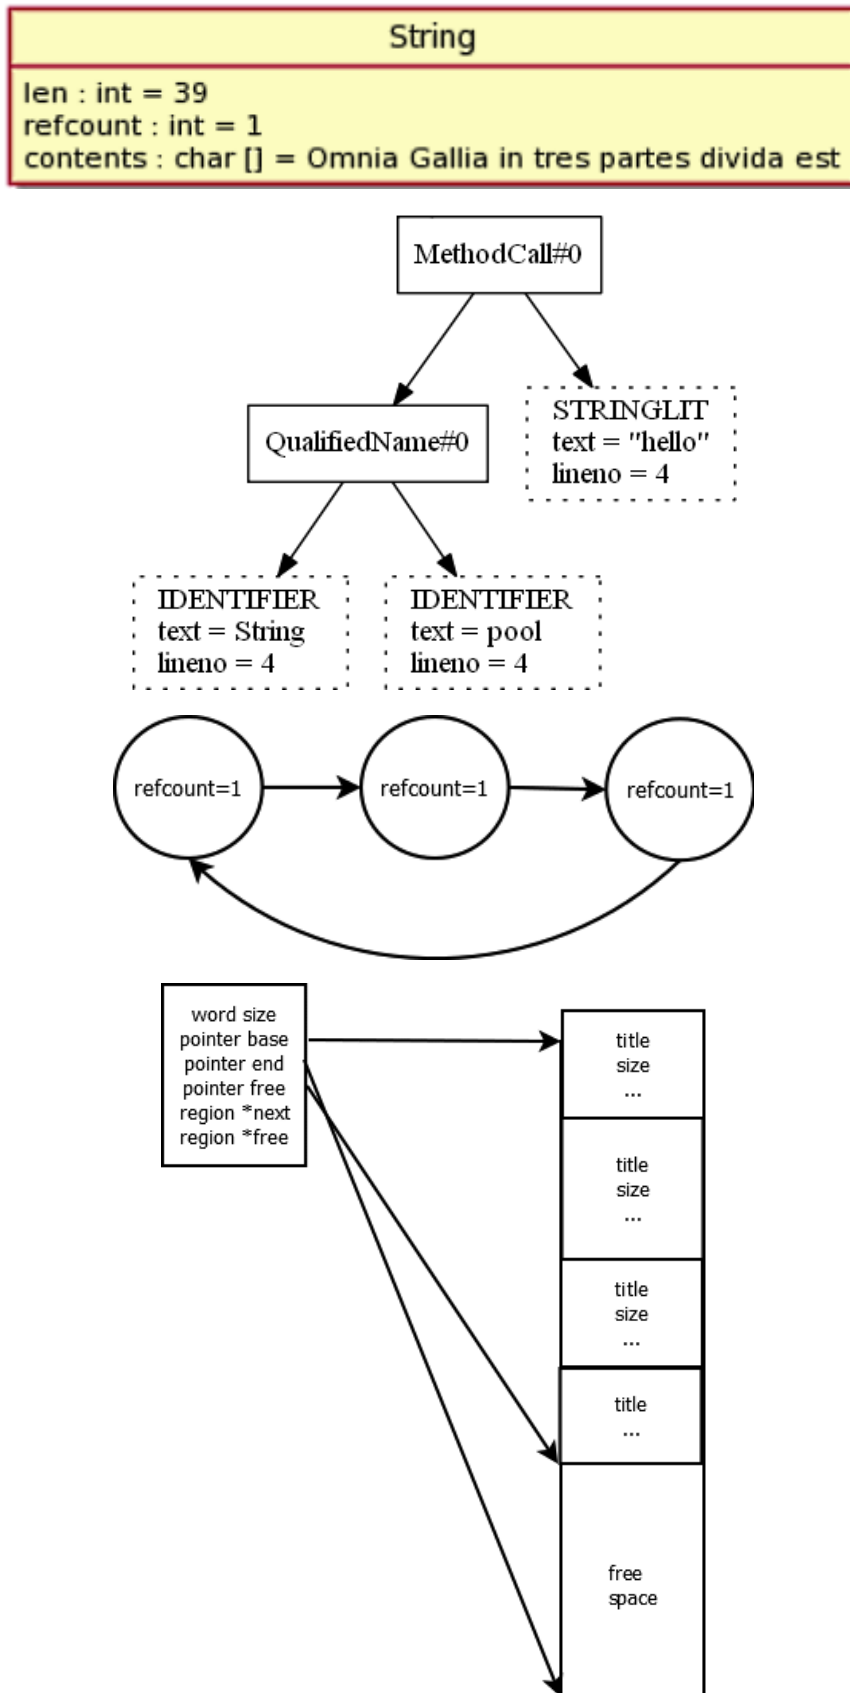 String
len : int = 39
refcount : int = 1
contents : char [] = Omnia Gallia in tres partes divida est
MethodCall#0
QualifiedName#0
STRINGLIT
text = "hello"
lineno = 4
IDENTIFIER
text = String
lineno = 4
IDENTIFIER
text = pool
lineno = 4
refcount=1
refcount=1
refcount=1
word size
pointer base
pointer end
pointer free
region *next
region *free
title
size
...
title
size
...
title
size
...
title
...
free
space